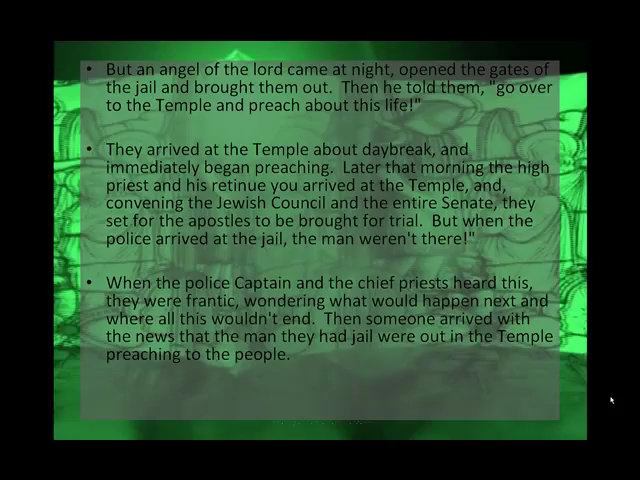 • But an angel of the lord came at night, opened the gates of
the jail and brought them out.  Then he told them, "go over
to the Temple and preach about this life!"
• They arrived at the Temple about daybreak, and
immediately began preaching.  Later that morning the high
priest and his retinue you arrived at the Temple, and,
convening the Jewish Council and the entire Senate, they
set for the apostles to be brought for trial.  But when the
police arrived at the jail, the man weren't there!"
• When the police Captain and the chief priests heard this,
they were frantic, wondering what would happen next and
where all this wouldn't end.  Then someone arrived with
the news that the man they had jail were out in the Temple
preaching to the people.